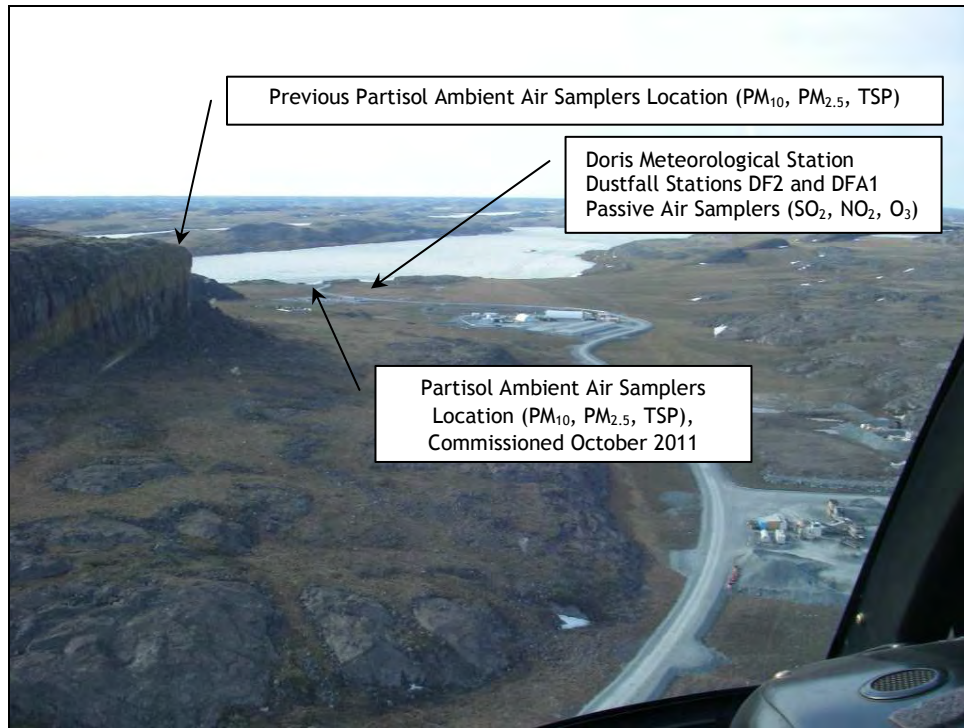 Previous Partisol Ambient Air Samplers Location (PM₁₀, PM₂.₅, TSP)
Doris Meteorological Station
Dustfall Stations DF2 and DFA1
Passive Air Samplers (SO₂, NO₂, O₃)
Partisol Ambient Air Samplers
Location (PM₁₀, PM₂.₅, TSP),
Commissioned October 2011